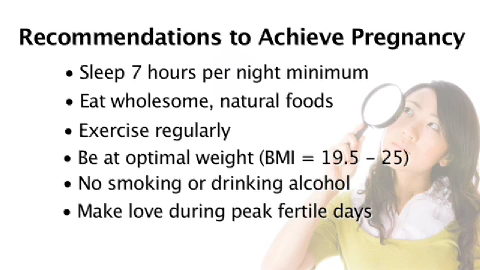 Recommendations to Achieve Pregnancy
• Sleep 7 hours per night minimum
• Eat wholesome, natural foods
• Exercise regularly
• Be at optimal weight (BMI = 19.5 – 25)
• No smoking or drinking alcohol
• Make love during peak fertile days